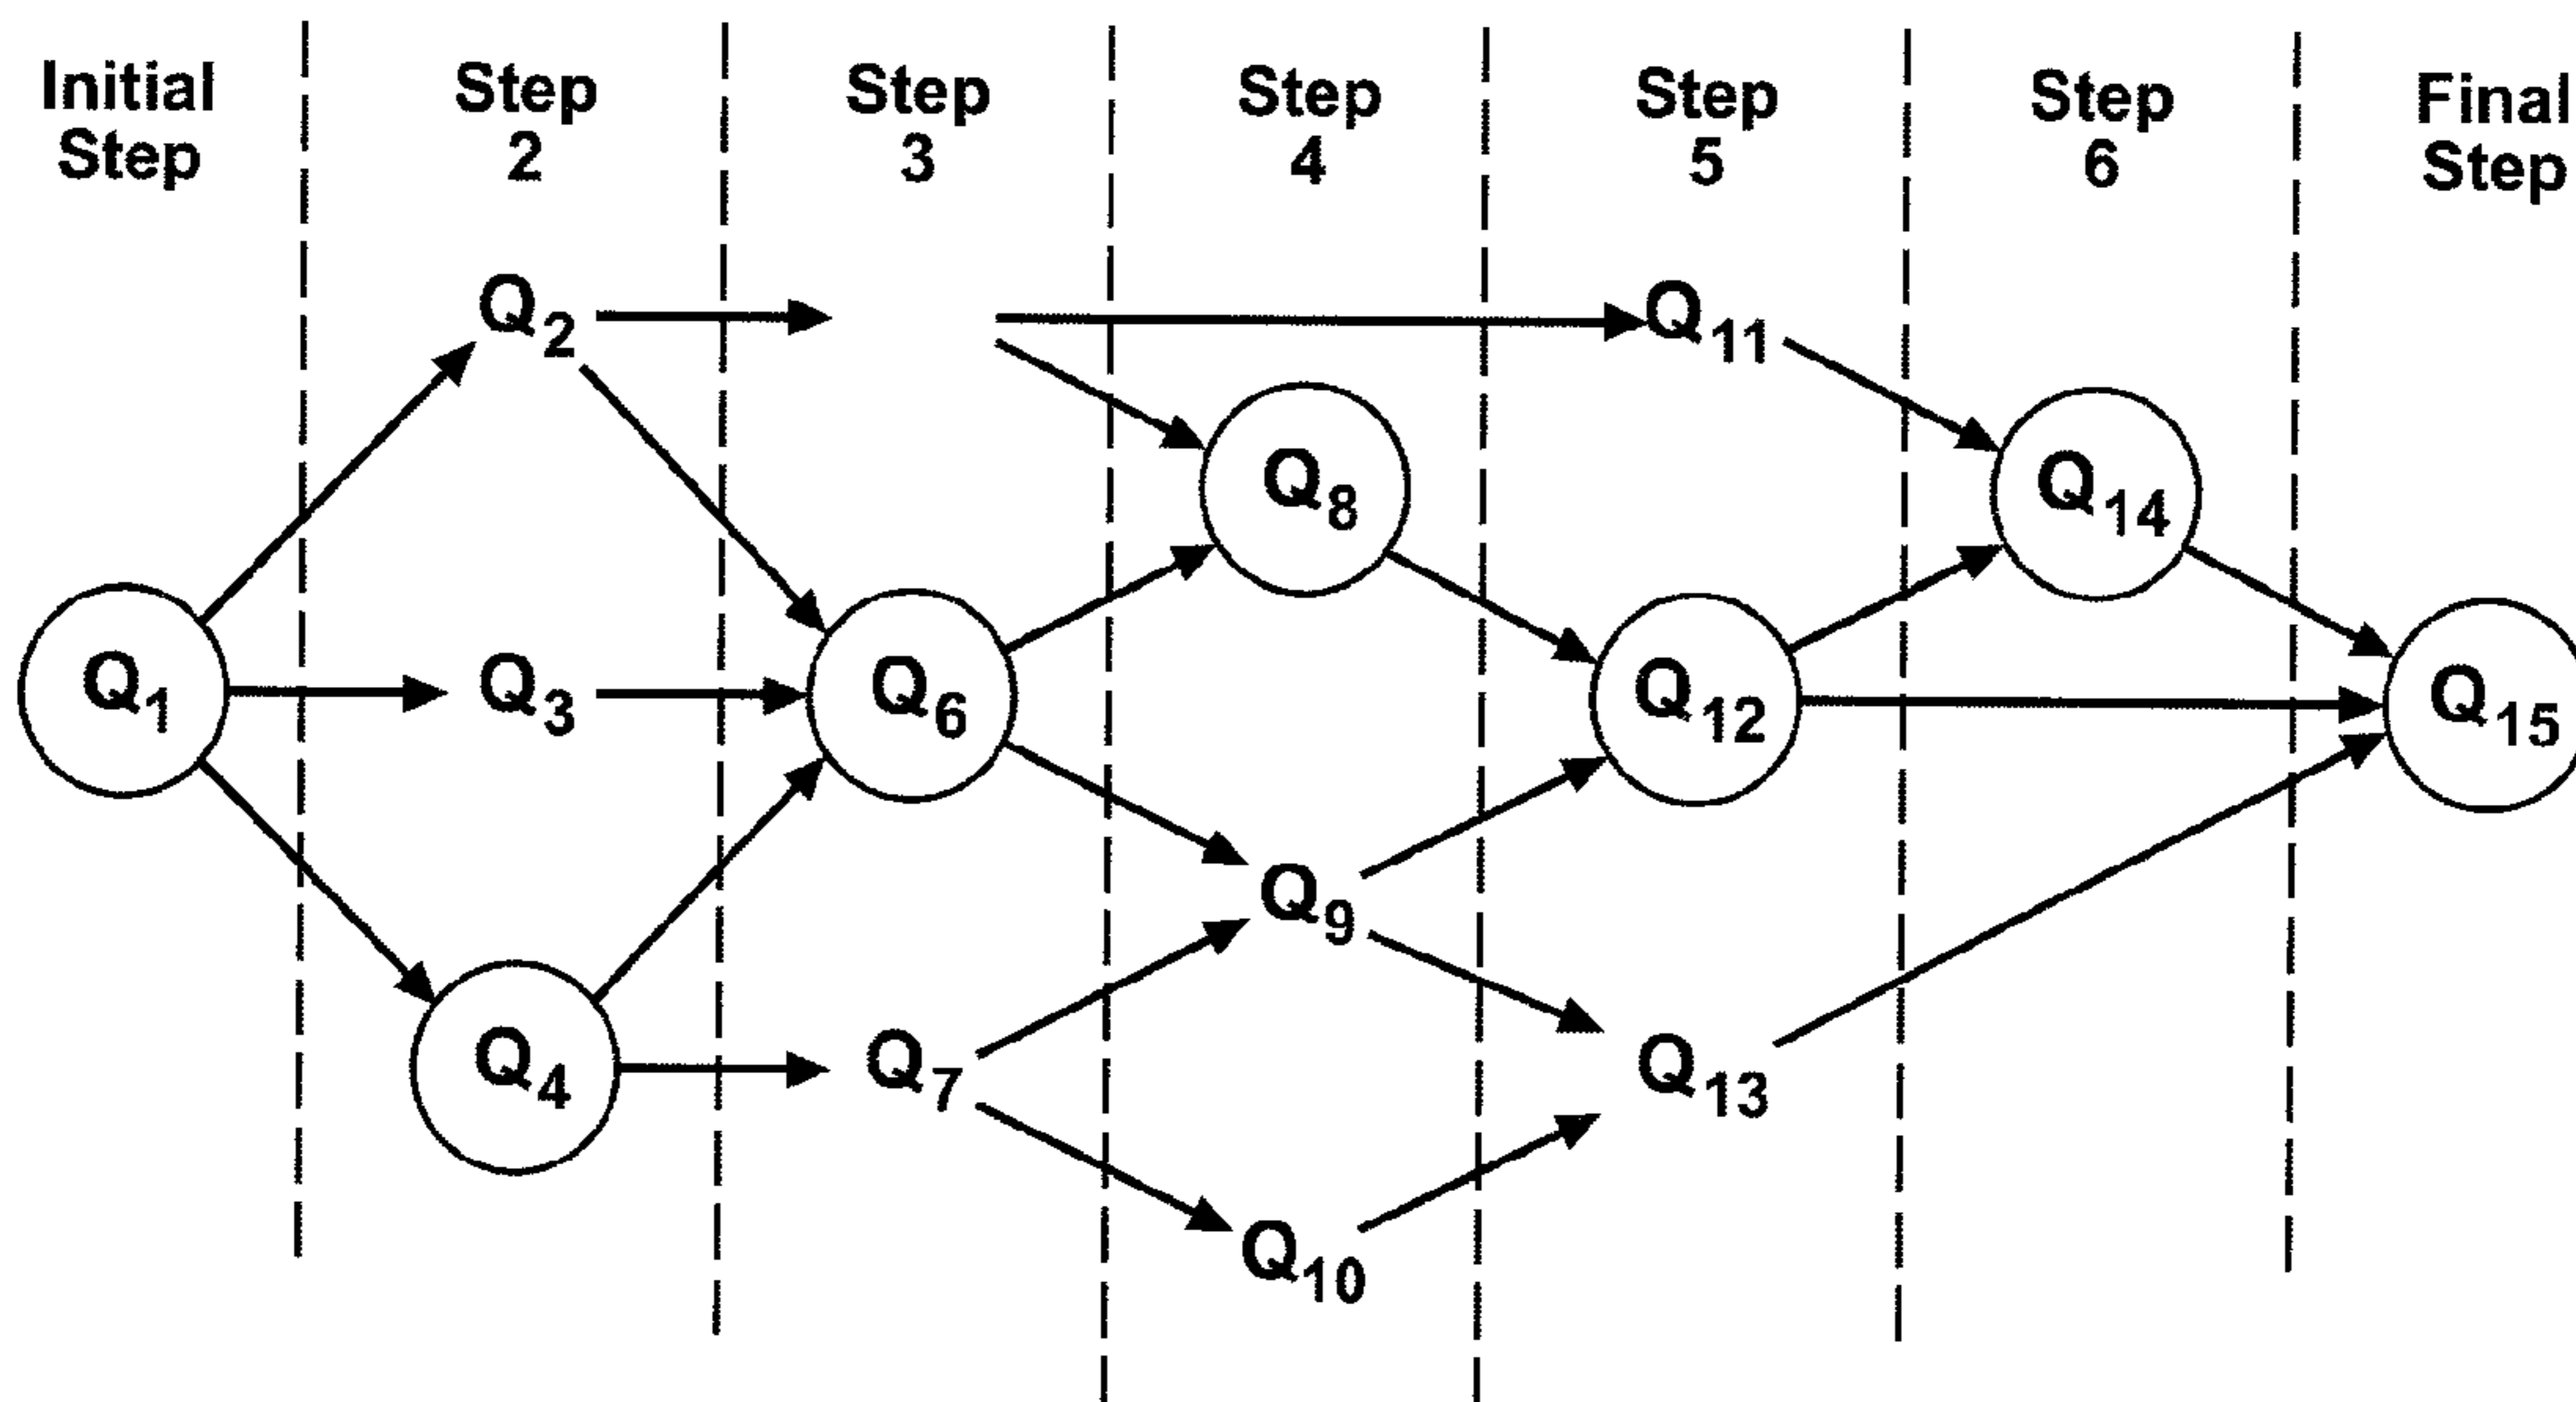 Initial Step
Step 2
Step 3
Step 4
Step 5
Step 6
Final Step
Q2
Q11
Q8
Q14
Q1
Q3
Q6
Q12
Q15
Q9
Q4
Q7
Q13
Q10